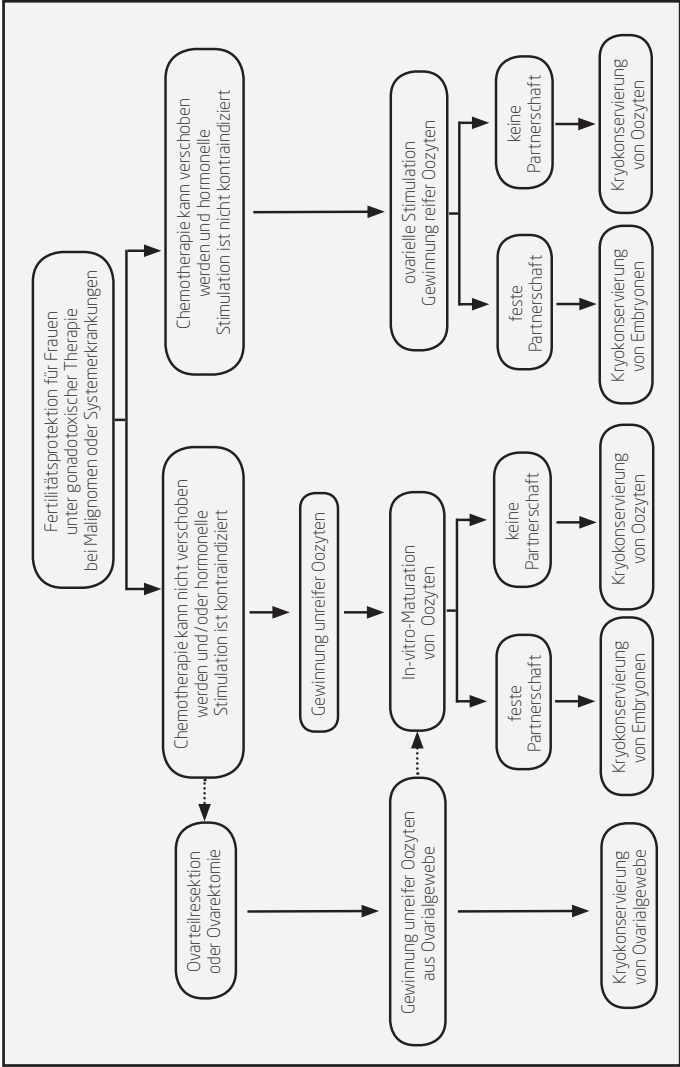 Fertilitätsprotektion für Frauen
unter gonadotoxischer Therapie
bei Malignomen oder Systemerkrankungen
Chemotherapie kann nicht verschoben
werden und/oder hormonelle
Stimulation ist kontraindiziert
Chemotherapie kann verschoben
werden und hormonelle
Stimulation ist nicht kontraindiziert
Ovarteilresektion
oder Ovarektomie
Gewinnung unreifer Oozyten
Gewinnung unreifer Oozyten
aus Ovarialgewebe
In-vitro-Maturation
von Oozyten
ovarielle Stimulation
Gewinnung reifer Oozyten
feste
Partnerschaft
keine
Partnerschaft
feste
Partnerschaft
keine
Partnerschaft
Kryokonservierung
von Ovarialgewebe
Kryokonservierung
von Embryonen
Kryokonservierung
von Oozyten
Kryokonservierung
von Embryonen
Kryokonservierung
von Oozyten